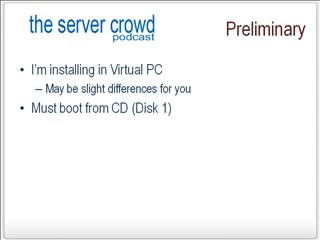 the server crowd
podcast
Preliminary
• I'm installing in Virtual PC
– May be slight differences for you
• Must boot from CD (Disk 1)